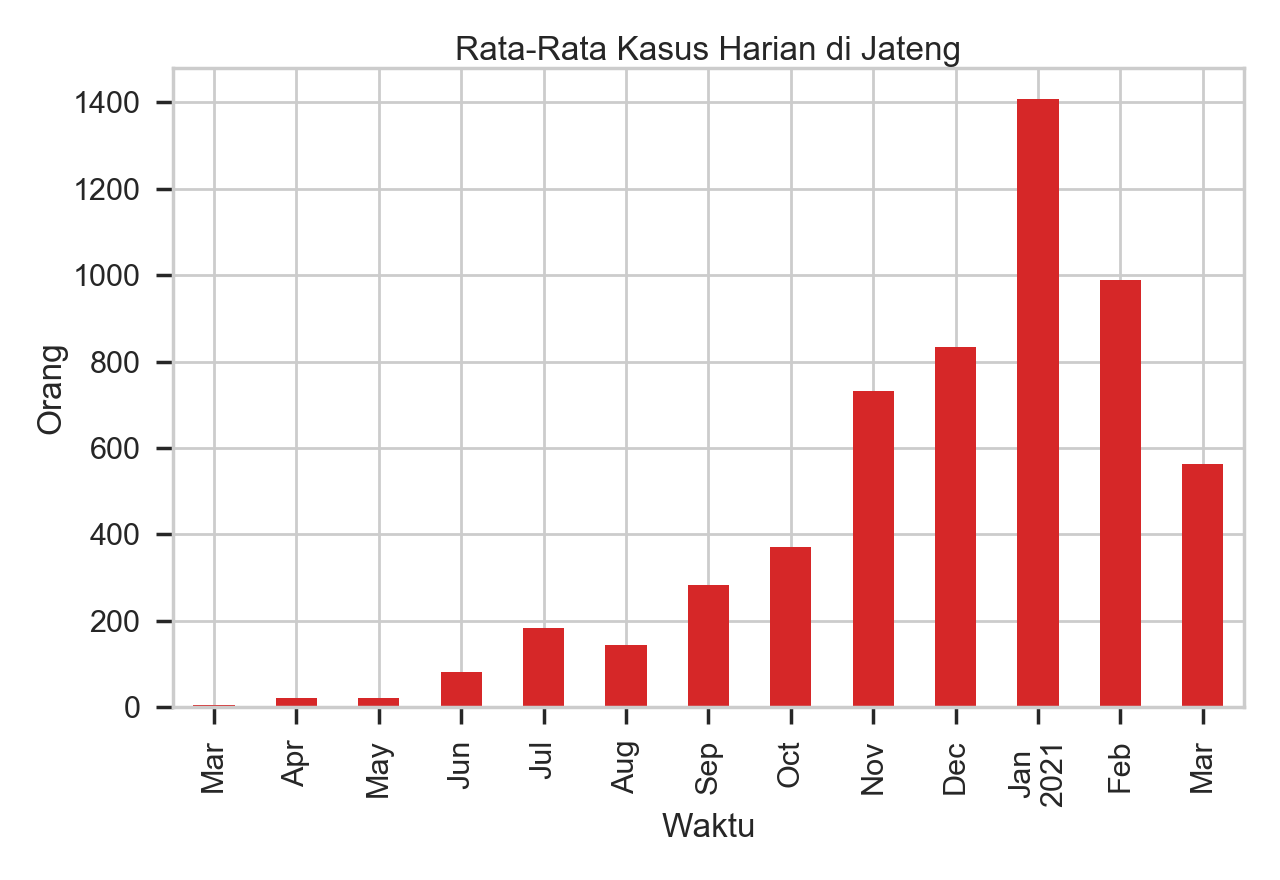 Rata-Rata Kasus Harian di Jateng
1400
1200
1000
800
600
400
200
0
Orang
Mar
Apr
May
Jun
Jul
Aug
Sep
Oct
Nov
Dec
Jan
2021
Feb
Mar
Waktu